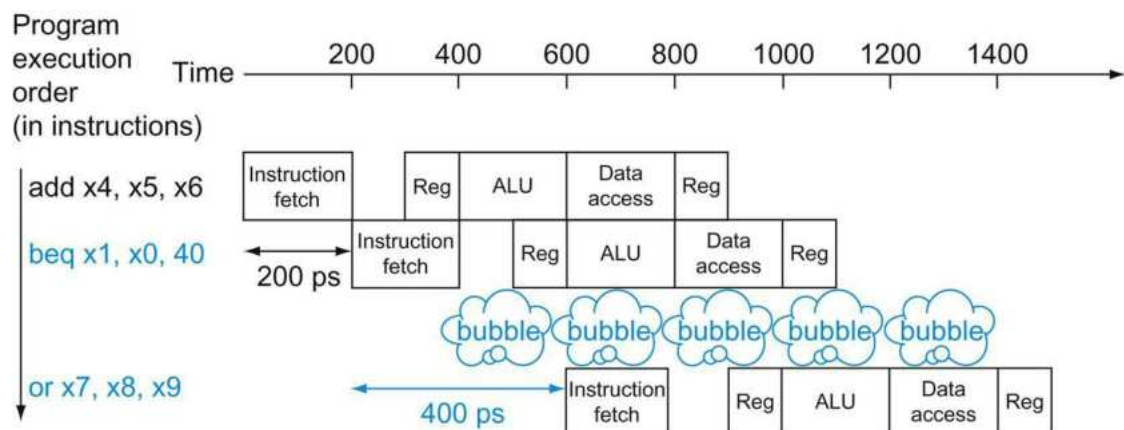 Program
execution
order
(in instructions)
Time
200 400 600 800 1000 1200 1400
add x4, x5, x6
Instruction
fetch
Reg
ALU
Data
access
Reg
beq x1, x0, 40
200 ps
Instruction
fetch
Reg
ALU
Data
access
Reg
bubble bubble bubble bubble bubble
or x7, x8, x9
400 ps
Instruction
fetch
Reg
ALU
Data
access
Reg